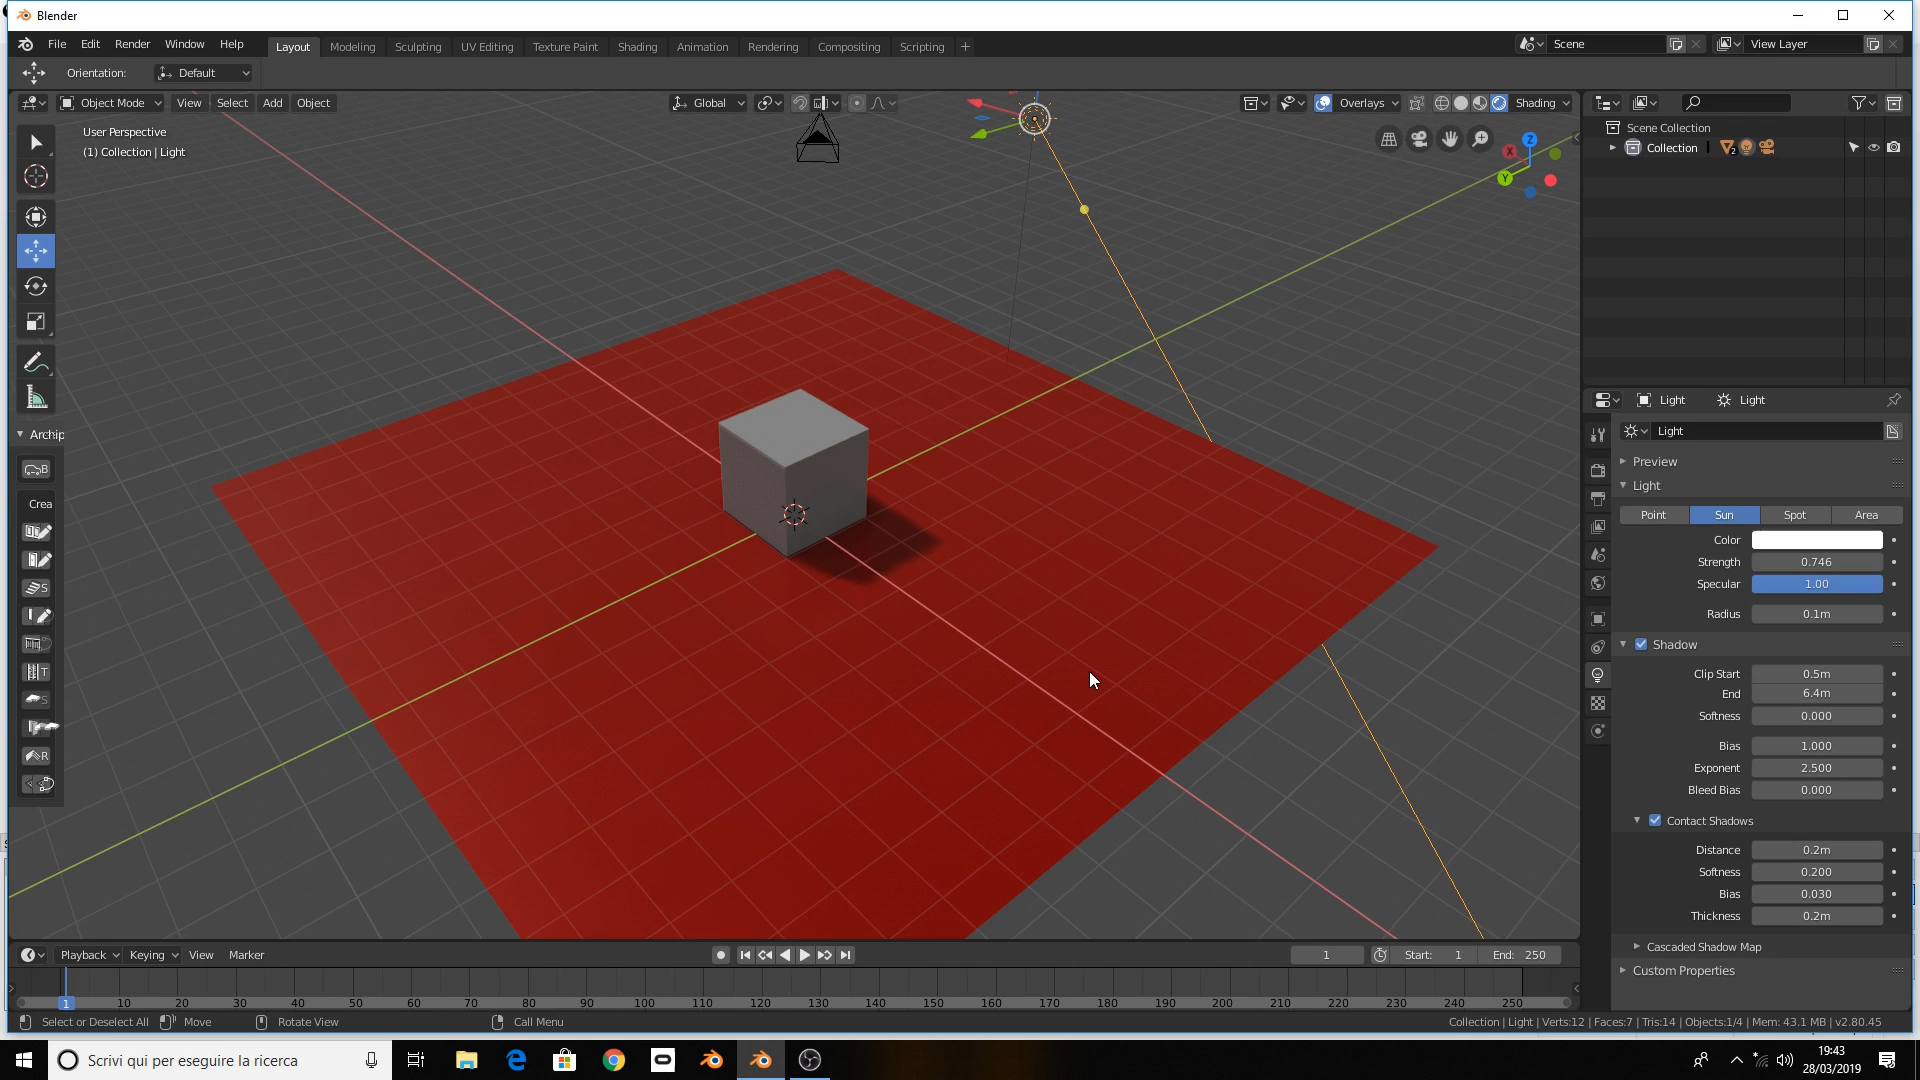 Blender
File Edit Render Window Help Layout Modeling Sculpting UV Editing Texture Paint Shading Animation Rendering Compositing Scripting + Scene View Layer
Orientation: Default
Object Mode View Select Add Object Global Overlays Shading
User Perspective
(1) Collection | Light
Z
X
Y
Scene Collection
Collection 2
Light Light
Light
Archip
B
Crea
S
T
S
R
Preview
Light
Point Sun Spot Area
Color
Strength 0.746
Specular 1.00
Radius 0.1m
Shadow
Clip Start 0.5m
End 6.4m
Softness 0.000
Bias 1.000
Exponent 2.500
Bleed Bias 0.000
Contact Shadows
Distance 0.2m
Softness 0.200
Bias 0.030
Thickness 0.2m
Cascaded Shadow Map
Custom Properties
Playback Keying View Marker 1 Start: 1 End: 250
1 10 20 30 40 50 60 70 80 90 100 110 120 130 140 150 160 170 180 190 200 210 220 230 240 250
Select or Deselect All Move Rotate View Call Menu Collection | Light | Verts:12 | Faces:7 | Tris:14 | Objects:1/4 | Mem: 43.1 MB | v2.80.45
Scrivi qui per eseguire la ricerca
19:43
28/03/2019